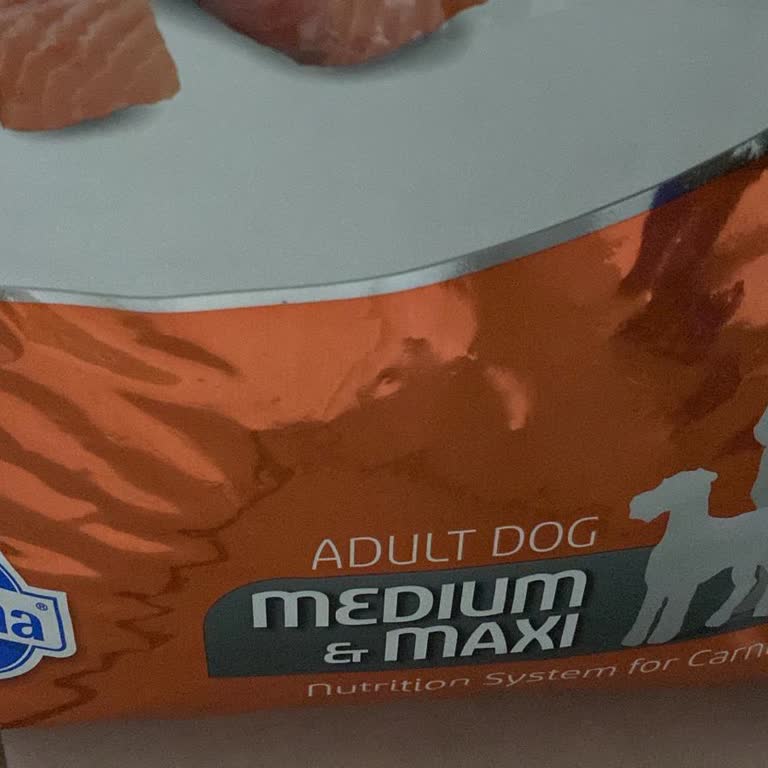 ADULT DOG
MEDIUM
& MAXI
Nutrition System for